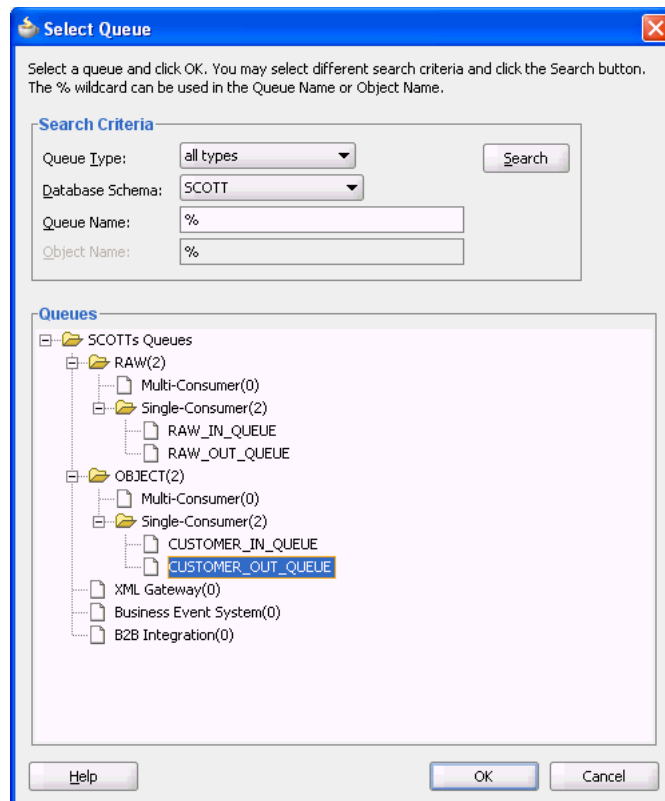 Select Queue
Select a queue and click OK. You may select different search criteria and click the Search button.
The % wildcard can be used in the Queue Name or Object Name.
Search Criteria
Queue Type: all types Search
Database Schema: SCOTT
Queue Name: %
Object Name: %
Queues
SCOTTs Queues
RAW(2)
Multi-Consumer(0)
Single-Consumer(2)
RAW_IN_QUEUE
RAW_OUT_QUEUE
OBJECT(2)
Multi-Consumer(0)
Single-Consumer(2)
CUSTOMER_IN_QUEUE
CUSTOMER_OUT_QUEUE
XML Gateway(0)
Business Event System(0)
B2B Integration(0)
Help OK Cancel